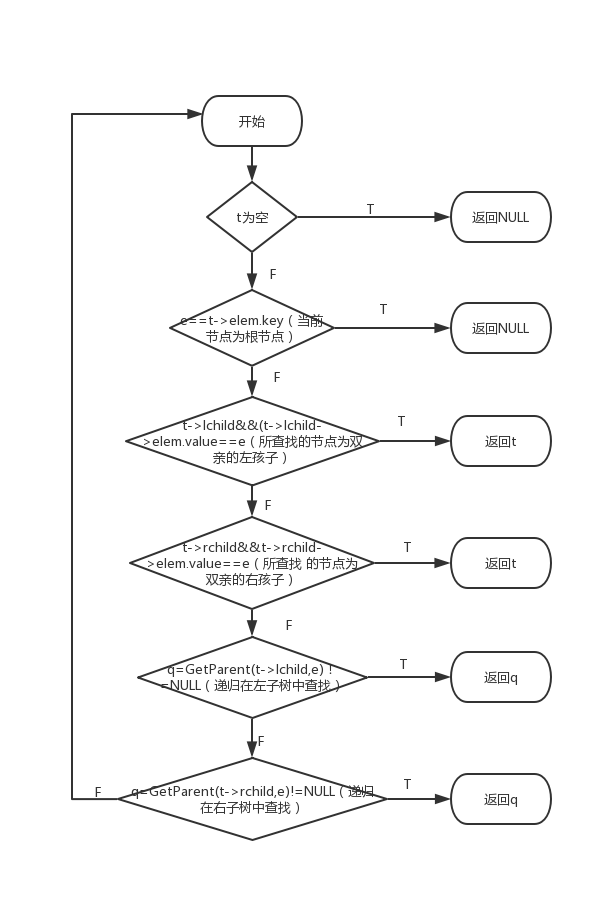 开始
t为空
T
返回NULL
F
e==t->elem.key（当前
节点为根节点）
T
返回NULL
F
t->lchild&&(t->lchild-
>elem.value==e（所查找的节点为双
亲的左孩子）
T
返回t
F
t->rchild&&t->rchild-
>elem.value==e（所查找 的节点为
双亲的右孩子）
T
返回t
F
q=GetParent(t->lchild,e)！
=NULL（递归在左子树中查找）
T
返回q
F
q=GetParent(t->rchild,e)!=NULL（递归
在右子树中查找）
T
返回q
F